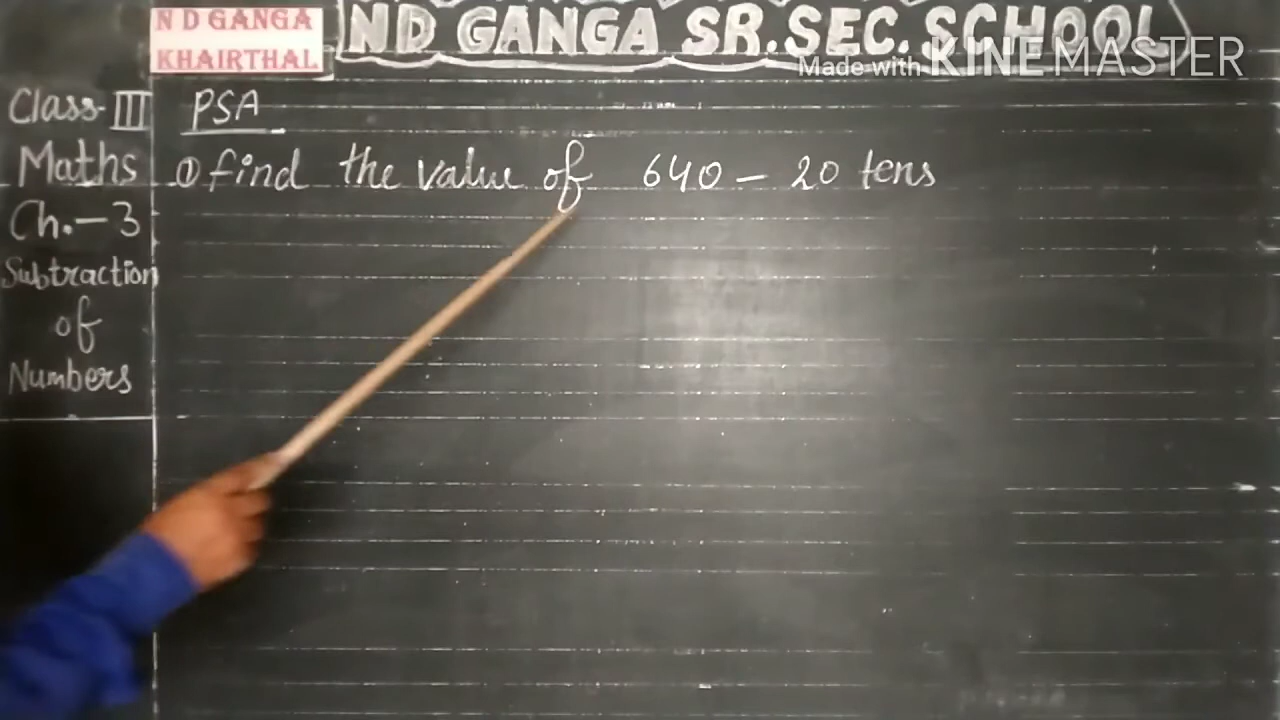 N D GANGA
KHAIRTHAL
ND GANGA SR.SEC.SCHOOL
Made with KINEMASTER
Class-III
Maths
Ch.-3
Subtraction
of
Numbers
PSA
① find the value of 640 - 20 tens